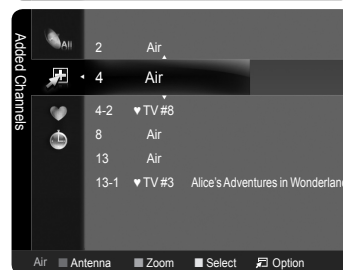 Added Channels
All
2 Air
4 Air
4-2 ♥ TV #8
8 Air
13 Air
13-1 ♥ TV #3 Alice's Adventures in Wonderland
Air Antenna Zoom Select Option